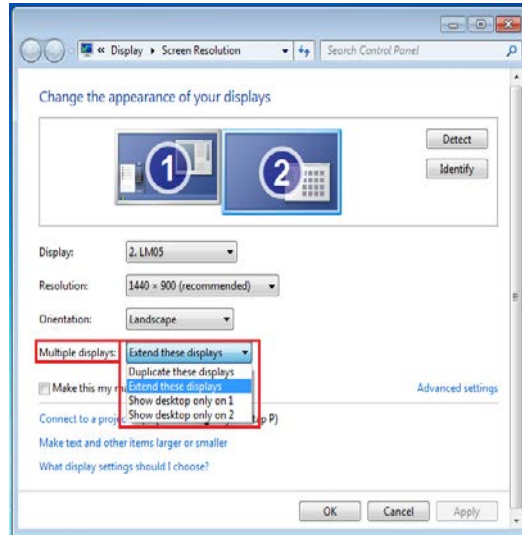 « Display ▸ Screen Resolution Search Control Panel
Change the appearance of your displays
1 2
Detect
Identify
Display: 2. LM05
Resolution: 1440 × 900 (recommended)
Orientation: Landscape
Multiple displays: Extend these displays
Duplicate these displays
Make this my Extend these displays Advanced settings
Show desktop only on 1
Connect to a Show desktop only on 2 tap P)
Make text and other items larger or smaller
What display settings should I choose?
OK Cancel Apply